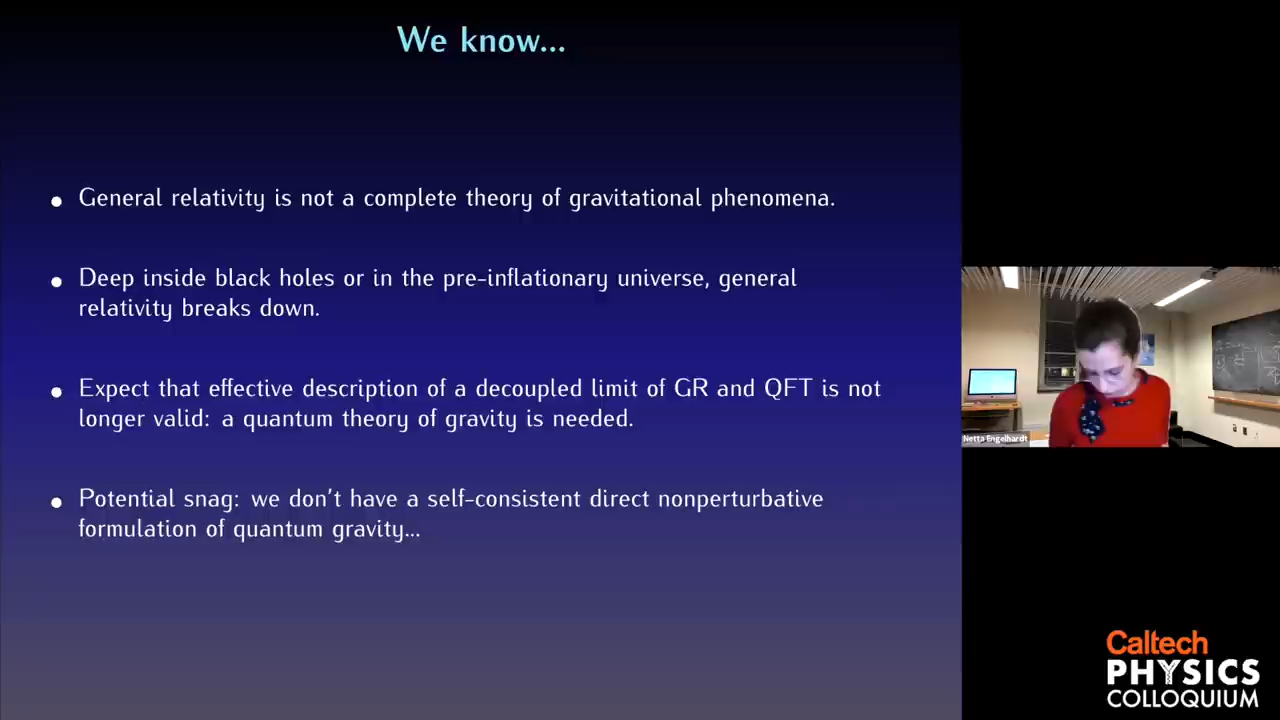 We know...
• General relativity is not a complete theory of gravitational phenomena.
• Deep inside black holes or in the pre-inflationary universe, general
relativity breaks down.
• Expect that effective description of a decoupled limit of GR and QFT is not
longer valid: a quantum theory of gravity is needed.
• Potential snag: we don't have a self-consistent direct nonperturbative
formulation of quantum gravity...
Netta Engelhardt
Caltech
PHYSICS
COLLOQUIUM